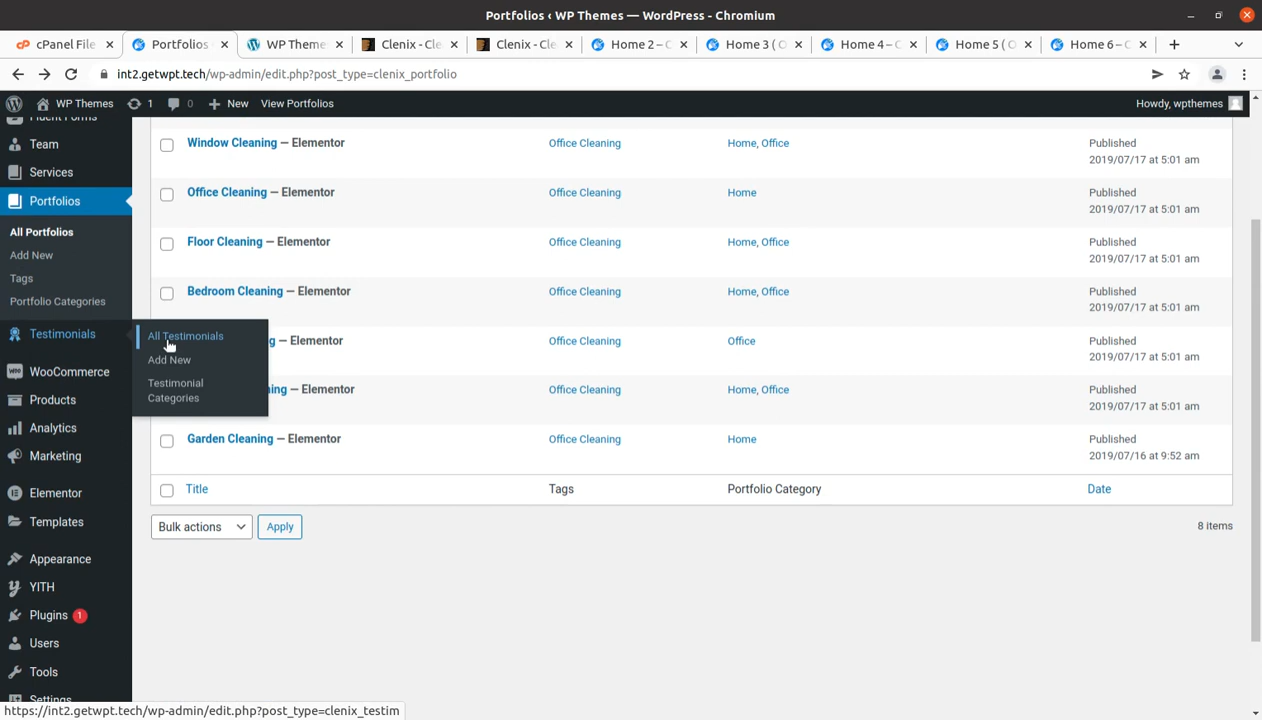 Portfolios ‹ WP Themes — WordPress - Chromium
cPanel File
Portfolios
WP Theme
Clenix - Cle
Clenix - Cle
Home 2 – C
Home 3 ( O
Home 4 – C
Home 5 ( O
Home 6 – C
int2.getwpt.tech/wp-admin/edit.php?post_type=clenix_portfolio
WP Themes 1 0 New View Portfolios Howdy, wpthemes
Fluent Forms
Team
Services
Portfolios
All Portfolios
Add New
Tags
Portfolio Categories
Testimonials
All Testimonials
Add New
Testimonial
Categories
WooCommerce
Products
Analytics
Marketing
Elementor
Templates
Appearance
YITH
Plugins 1
Users
Tools
Settings
Window Cleaning — Elementor Office Cleaning Home, Office Published
2019/07/17 at 5:01 am
Office Cleaning — Elementor Office Cleaning Home Published
2019/07/17 at 5:01 am
Floor Cleaning — Elementor Office Cleaning Home, Office Published
2019/07/17 at 5:01 am
Bedroom Cleaning — Elementor Office Cleaning Home, Office Published
2019/07/17 at 5:01 am
g — Elementor Office Cleaning Office Published
2019/07/17 at 5:01 am
ing — Elementor Office Cleaning Home, Office Published
2019/07/17 at 5:01 am
Garden Cleaning — Elementor Office Cleaning Home Published
2019/07/16 at 9:52 am
Title Tags Portfolio Category Date
Bulk actions Apply 8 items
https://int2.getwpt.tech/wp-admin/edit.php?post_type=clenix_testim